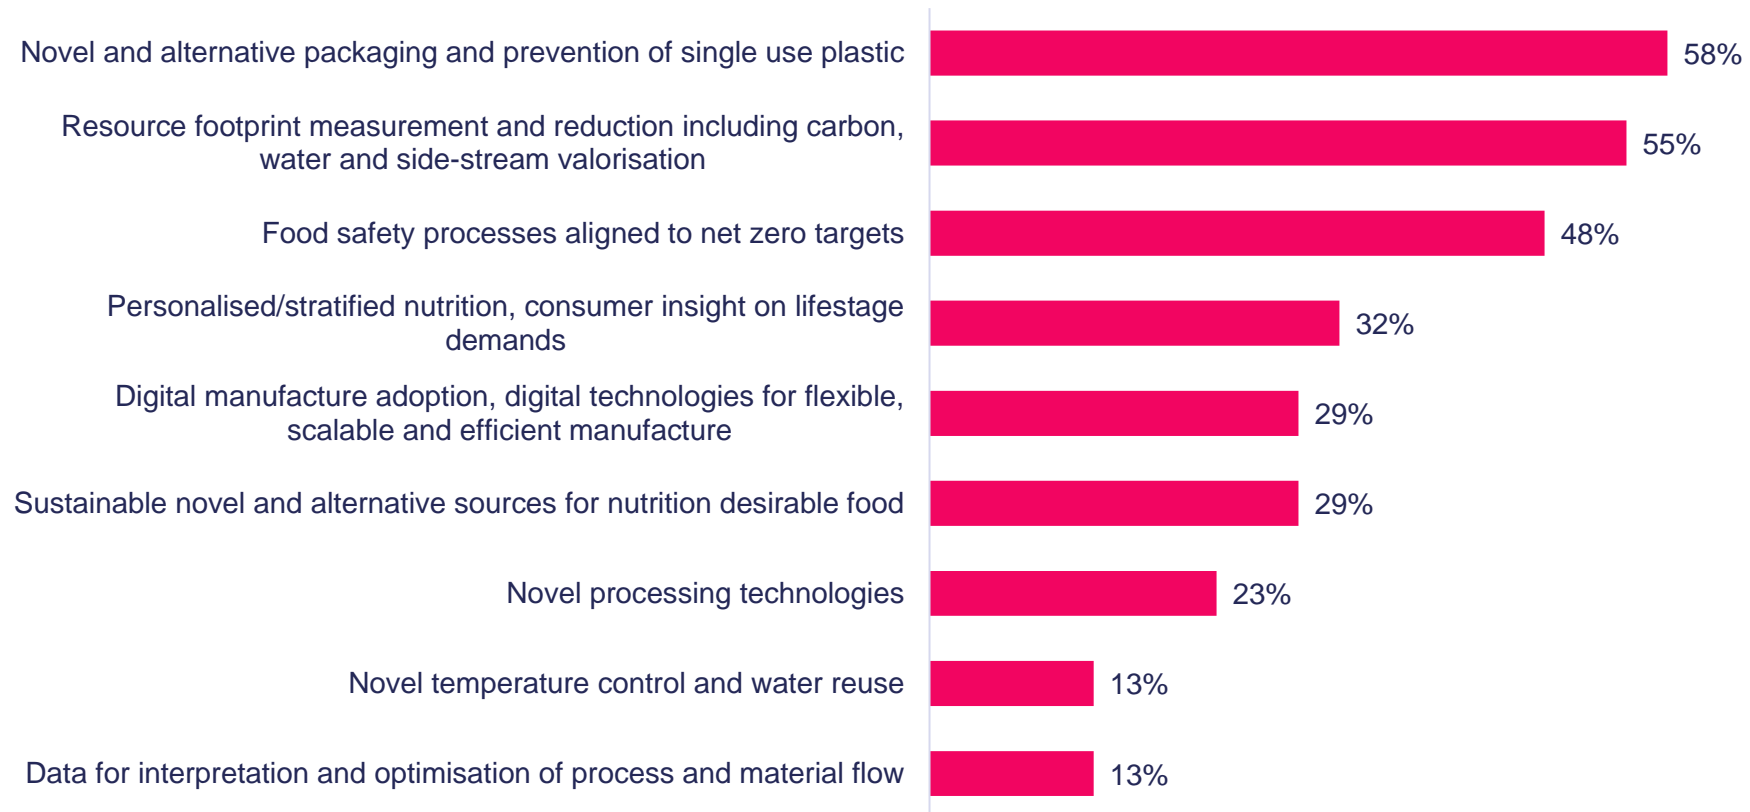 Novel and alternative packaging and prevention of single use plastic
58%
Resource footprint measurement and reduction including carbon,
water and side-stream valorisation
55%
Food safety processes aligned to net zero targets
48%
Personalised/stratified nutrition, consumer insight on lifestage
demands
32%
Digital manufacture adoption, digital technologies for flexible,
scalable and efficient manufacture
29%
Sustainable novel and alternative sources for nutrition desirable food
29%
Novel processing technologies
23%
Novel temperature control and water reuse
13%
Data for interpretation and optimisation of process and material flow
13%